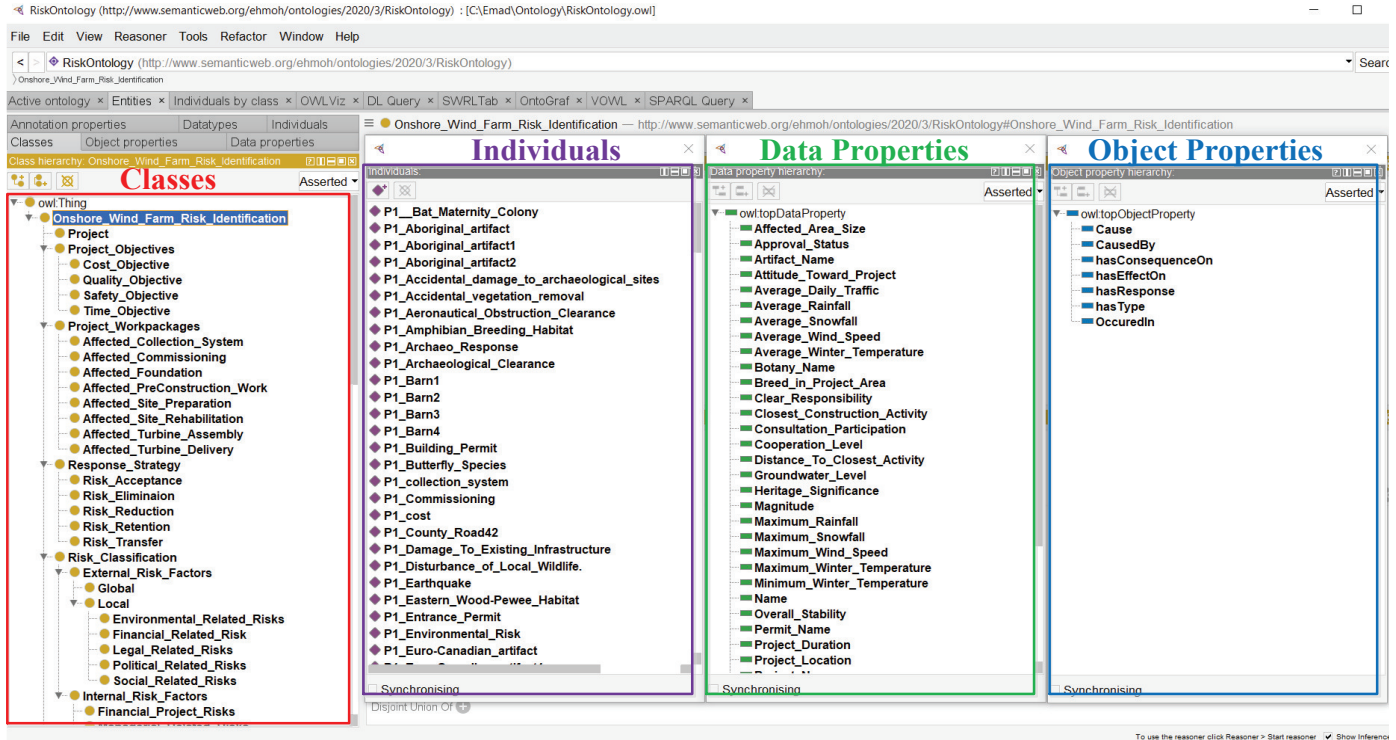 RiskOntology (http://www.semanticweb.org/ehmoh/ontologies/2020/3/RiskOntology) : [C:\Emad\Ontology\RiskOntology.owl]
File Edit View Reasoner Tools Refactor Window Help
< > RiskOntology (http://www.semanticweb.org/ehmoh/ontologies/2020/3/RiskOntology) Searc
Onshore_Wind_Farm_Risk_Identification
Active ontology × Entities × Individuals by class × OWLViz × DL Query × SWRLTab × OntoGraf × VOWL × SPARQL Query ×
Annotation properties Datatypes Individuals
Classes Object properties Data properties
Class hierarchy: Onshore_Wind_Farm_Risk_Identification
Classes
Asserted
owl:Thing
Onshore_Wind_Farm_Risk_Identification
Project
Project_Objectives
Cost_Objective
Quality_Objective
Safety_Objective
Time_Objective
Project_Workpackages
Affected_Collection_System
Affected_Commissioning
Affected_Foundation
Affected_PreConstruction_Work
Affected_Site_Preparation
Affected_Site_Rehabilitation
Affected_Turbine_Assembly
Affected_Turbine_Delivery
Response_Strategy
Risk_Acceptance
Risk_Eliminaion
Risk_Reduction
Risk_Retention
Risk_Transfer
Risk_Classification
External_Risk_Factors
Global
Local
Environmental_Related_Risks
Financial_Related_Risk
Legal_Related_Risks
Political_Related_Risks
Social_Related_Risks
Internal_Risk_Factors
Financial_Project_Risks
Onshore_Wind_Farm_Risk_Identification — http://www.semanticweb.org/ehmoh/ontologies/2020/3/RiskOntology#Onshore_Wind_Farm_Risk_Identification
Individuals
Individuals:
P1__Bat_Maternity_Colony
P1_Aboriginal_artifact
P1_Aboriginal_artifact1
P1_Aboriginal_artifact2
P1_Accidental_damage_to_archaeological_sites
P1_Accidental_vegetation_removal
P1_Aeronautical_Obstruction_Clearance
P1_Amphibian_Breeding_Habitat
P1_Archaeo_Response
P1_Archaeological_Clearance
P1_Barn1
P1_Barn2
P1_Barn3
P1_Barn4
P1_Building_Permit
P1_Butterfly_Species
P1_collection_system
P1_Commissioning
P1_cost
P1_County_Road42
P1_Damage_To_Existing_Infrastructure
P1_Disturbance_of_Local_Wildlife.
P1_Earthquake
P1_Eastern_Wood-Pewee_Habitat
P1_Entrance_Permit
P1_Environmental_Risk
P1_Euro-Canadian_artifact
Synchronising
Disjoint Union Of
Data Properties
Data property hierarchy:
Asserted
owl:topDataProperty
Affected_Area_Size
Approval_Status
Artifact_Name
Attitude_Toward_Project
Average_Daily_Traffic
Average_Rainfall
Average_Snowfall
Average_Wind_Speed
Average_Winter_Temperature
Botany_Name
Breed_in_Project_Area
Clear_Responsibility
Closest_Construction_Activity
Consultation_Participation
Cooperation_Level
Distance_To_Closest_Activity
Groundwater_Level
Heritage_Significance
Magnitude
Maximum_Rainfall
Maximum_Snowfall
Maximum_Wind_Speed
Maximum_Winter_Temperature
Minimum_Winter_Temperature
Name
Overall_Stability
Permit_Name
Project_Duration
Project_Location
Synchronising
Object Properties
Object property hierarchy:
Asserted
owl:topObjectProperty
Cause
CausedBy
hasConsequenceOn
hasEffectOn
hasResponse
hasType
OccuredIn
Synchronising
To use the reasoner click Reasoner > Start reasoner Show Inference